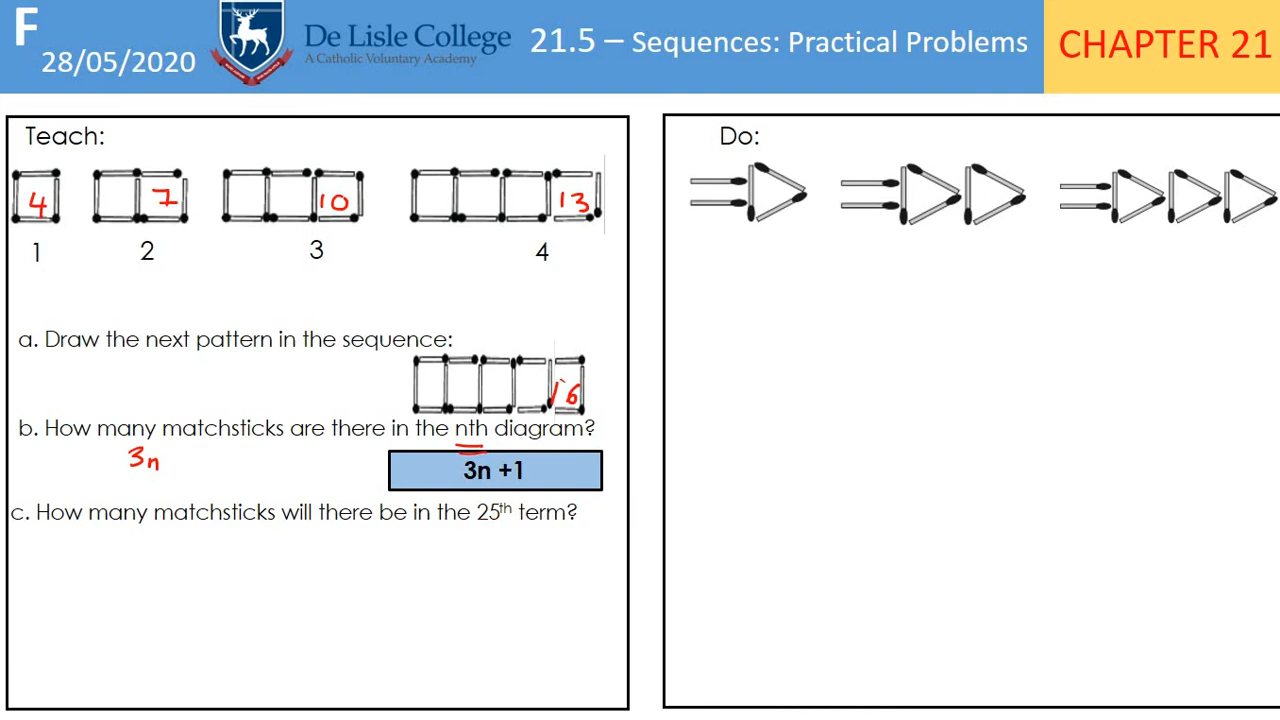 F
28/05/2020
De Lisle College
A Catholic Voluntary Academy
21.5 – Sequences: Practical Problems
CHAPTER 21
Teach:
4 7 10 13
1 2 3 4
a. Draw the next pattern in the sequence:
16
b. How many matchsticks are there in the nth diagram?
3n
3n +1
c. How many matchsticks will there be in the 25th term?
Do: